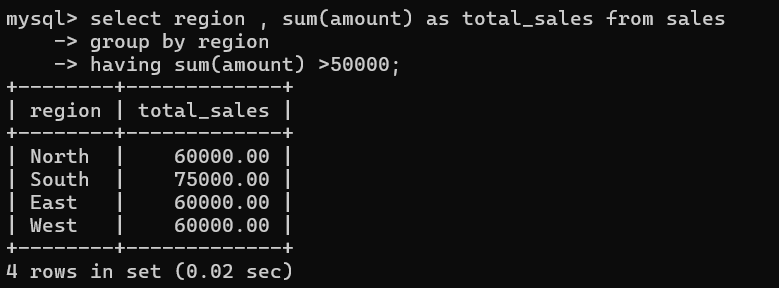 mysql> select region , sum(amount) as total_sales from sales
    -> group by region
    -> having sum(amount) >50000;
+--------+-------------+
| region | total_sales |
+--------+-------------+
| North  |    60000.00 |
| South  |    75000.00 |
| East   |    60000.00 |
| West   |    60000.00 |
+--------+-------------+
4 rows in set (0.02 sec)